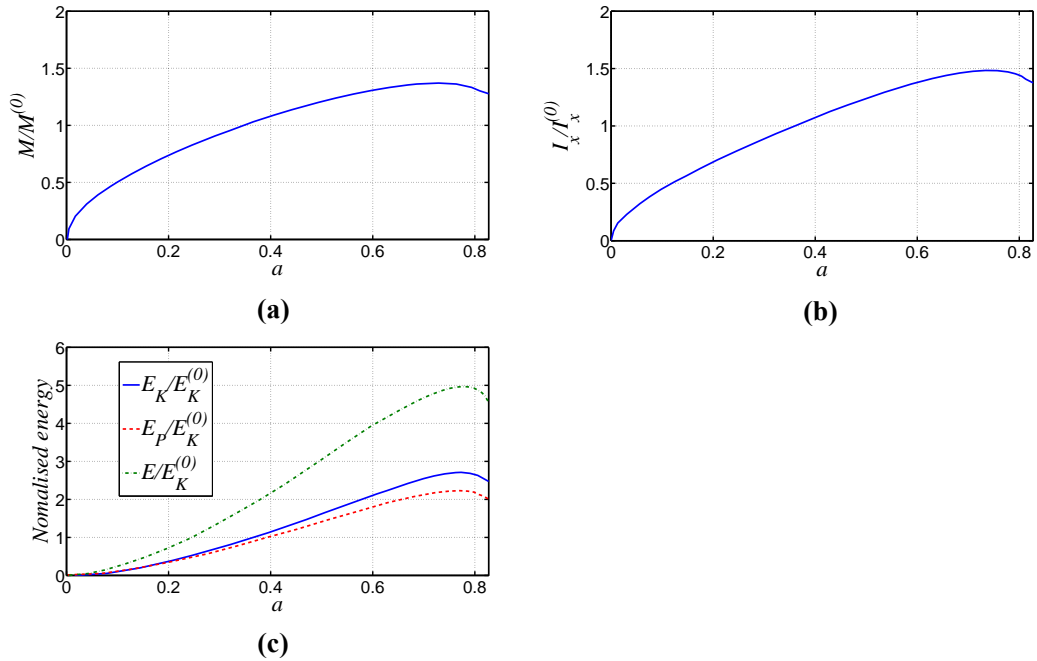 2
1.5
1
0.5
0
M/M^(0)
0 0.2 0.4 0.6 0.8
a
(a)
2
1.5
1
0.5
0
I_x/I_x^(0)
0 0.2 0.4 0.6 0.8
a
(b)
6
5
4
3
2
1
0
Nomalised energy
E_K/E_K^(0)
E_P/E_K^(0)
E/E_K^(0)
0 0.2 0.4 0.6 0.8
a
(c)